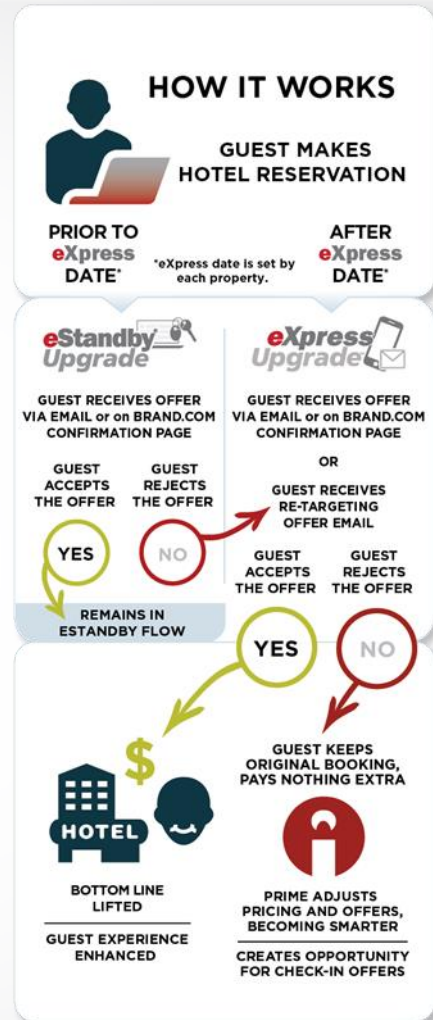 HOW IT WORKS
GUEST MAKES
HOTEL RESERVATION
PRIOR TO
eXpress
DATE*
*eXpress date is set by
each property.
AFTER
eXpress
DATE*
eStandby
Upgrade
GUEST RECEIVES OFFER
VIA EMAIL or on BRAND.COM
CONFIRMATION PAGE
GUEST
ACCEPTS
THE OFFER
GUEST
REJECTS
THE OFFER
YES
NO
REMAINS IN
ESTANDBY FLOW
eXpress
Upgrade
GUEST RECEIVES OFFER
VIA EMAIL or on BRAND.COM
CONFIRMATION PAGE
OR
GUEST RECEIVES
RE-TARGETING
OFFER EMAIL
GUEST
ACCEPTS
THE OFFER
GUEST
REJECTS
THE OFFER
YES
NO
$
HOTEL
BOTTOM LINE
LIFTED
GUEST EXPERIENCE
ENHANCED
GUEST KEEPS
ORIGINAL BOOKING,
PAYS NOTHING EXTRA
i
PRIME ADJUSTS
PRICING AND OFFERS,
BECOMING SMARTER
CREATES OPPORTUNITY
FOR CHECK-IN OFFERS